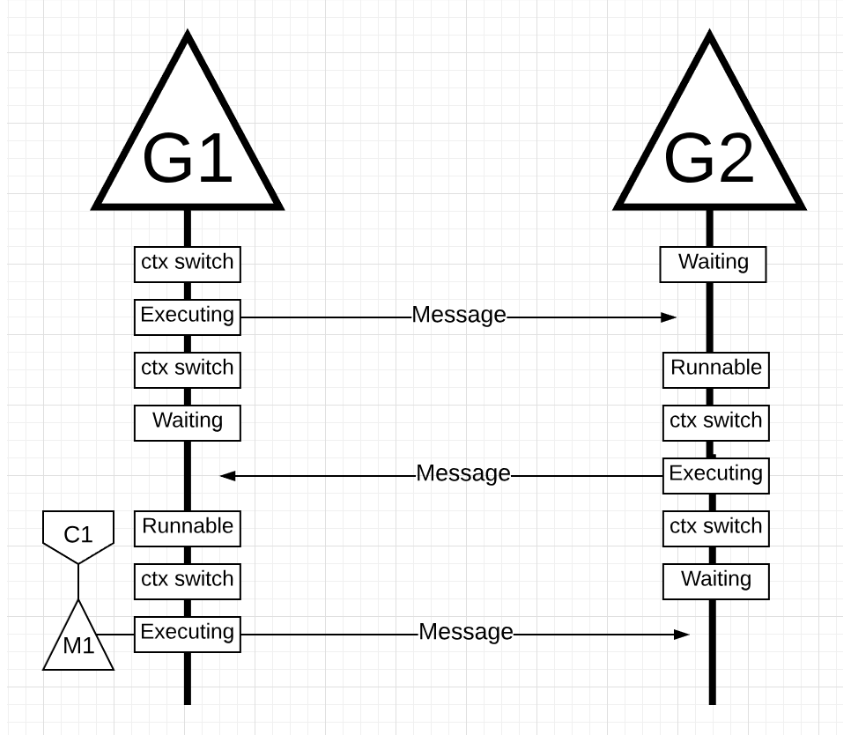 G1
G2
ctx switch
Waiting
Executing
Message
ctx switch
Runnable
Waiting
ctx switch
Message
Executing
C1
Runnable
ctx switch
ctx switch
Waiting
M1
Executing
Message